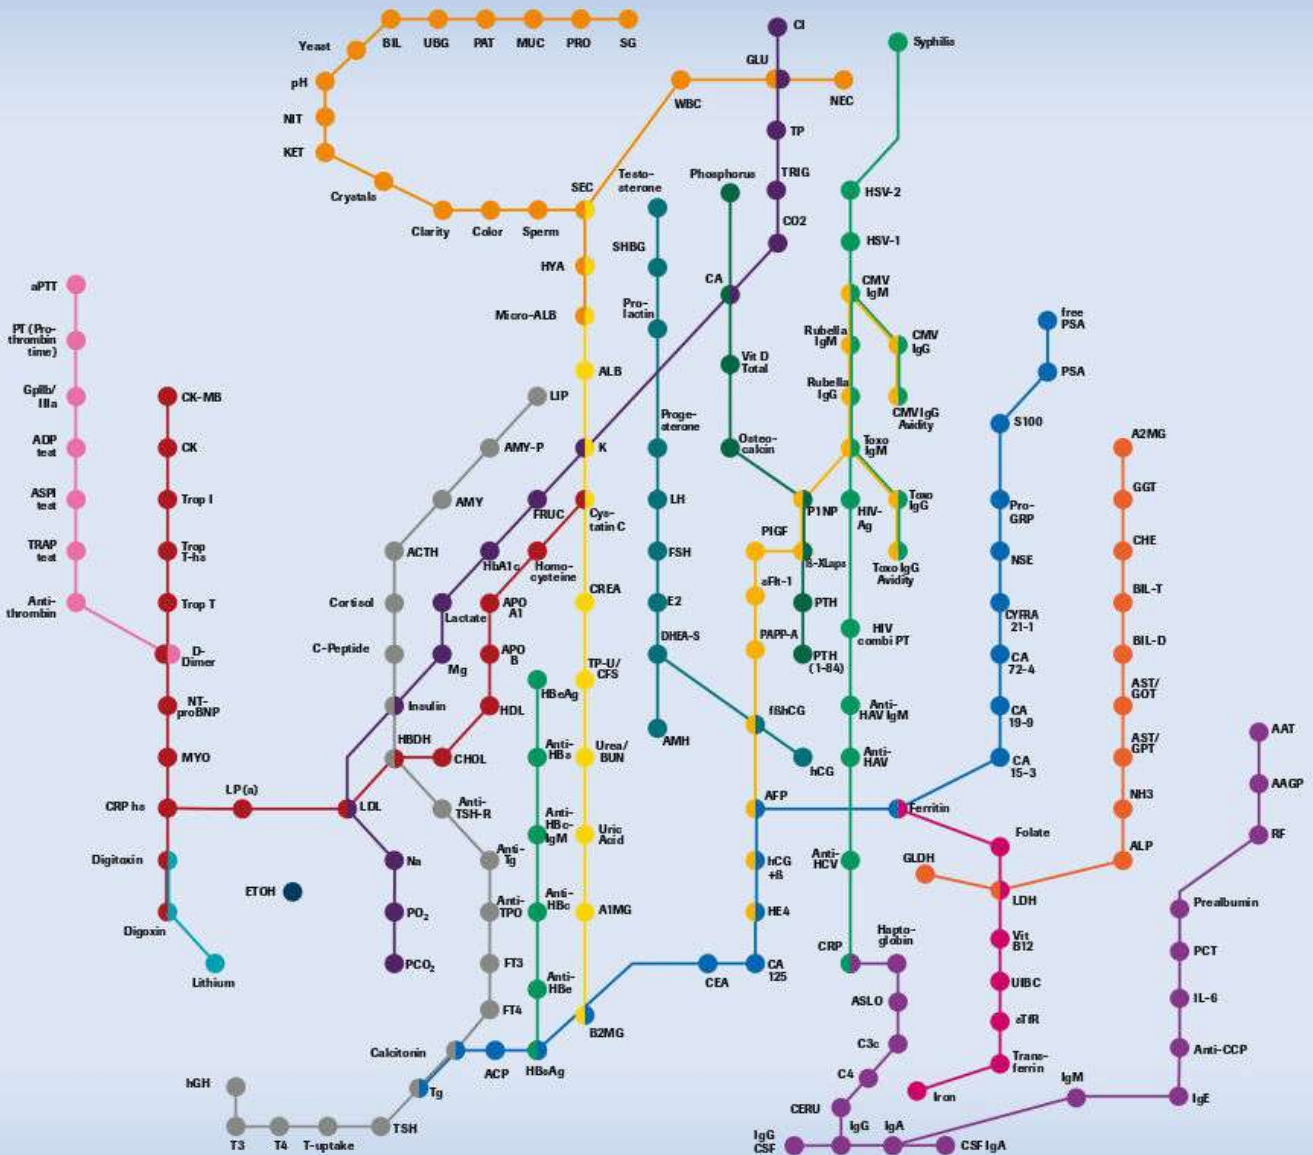 BIL
UBG
PAT
MUC
PRO
SG
Yeast
pH
NIT
KET
Crystals
Clarity
Color
Sperm
SEC
WBC
GLU
CI
NEC
TP
TRIG
CO2
HYA
Micro-ALB
ALB
K
Cys-
tatin C
CREA
TP-U/
CFS
Urea/
BUN
Uric
Acid
A1MG
B2MG
Testo-
sterone
SHBG
Pro-
lactin
Proge-
sterone
LH
FSH
E2
DHEA-S
AMH
fßhCG
hCG
Phosphorus
CA
Vit D
Total
Osteo-
calcin
P1NP
ß-XLaps
PTH
PTH
(1-84)
PIGF
sFlt-1
PAPP-A
AFP
hCG
+ß
HE4
CA
125
CEA
Syphilis
HSV-2
HSV-1
CMV
IgM
Rubella
IgM
CMV
IgG
Rubella
IgG
CMV IgG
Avidity
Toxo
IgM
Toxo
IgG
Toxo IgG
Avidity
HIV-
Ag
HIV
combi PT
Anti-
HAV IgM
Anti-
HAV
Anti-
HCV
CRP
free
PSA
PSA
S100
Pro-
GRP
NSE
CYFRA
21-1
CA
72-4
CA
19-9
CA
15-3
Ferritin
Folate
GLDH
LDH
Vit
B12
UIBC
sTfR
Trans-
ferrin
Iron
A2MG
GGT
CHE
BIL-T
BIL-D
AST/
GOT
AST/
GPT
NH3
ALP
AAT
AAGP
RF
Prealbumin
PCT
IL-6
Anti-CCP
IgE
IgM
Hapto-
globin
ASLO
C3c
C4
CERU
IgG
CSF
IgG
IgA
CSF IgA
aPTT
PT (Pro-
thrombin
time)
GpIIb/
IIIa
ADP
test
ASPI
test
TRAP
test
Anti-
thrombin
CK-MB
CK
Trop I
Trop
T-hs
Trop T
D-
Dimer
NT-
proBNP
MYO
CRP hs
LP (a)
LDL
Digitoxin
Digoxin
Lithium
ETOH
LIP
AMY-P
AMY
ACTH
Cortisol
C-Peptide
Insulin
HBDH
CHOL
HDL
APO
B
APO
A1
Homo-
cysteine
FRUC
HbA1c
Lactate
Mg
Na
PO₂
PCO₂
Anti-
TSH-R
Anti-
Tg
Anti-
TPO
FT3
FT4
Calcitonin
Tg
TSH
T-uptake
T4
T3
hGH
HBeAg
Anti-
HBs
Anti-
HBc-
IgM
Anti-
HBc
Anti-
HBe
HBsAg
ACP